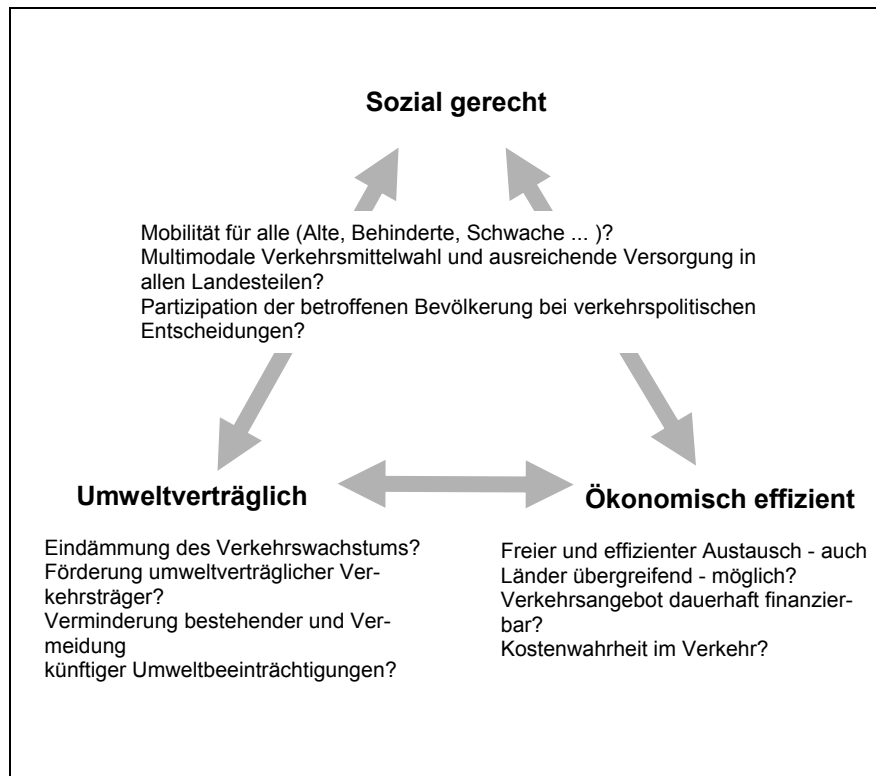 Sozial gerecht
Mobilität für alle (Alte, Behinderte, Schwache ... )?
Multimodale Verkehrsmittelwahl und ausreichende Versorgung in
allen Landesteilen?
Partizipation der betroffenen Bevölkerung bei verkehrspolitischen
Entscheidungen?
Umweltverträglich
Eindämmung des Verkehrswachstums?
Förderung umweltverträglicher Ver-
kehrsträger?
Verminderung bestehender und Ver-
meidung
künftiger Umweltbeeinträchtigungen?
Ökonomisch effizient
Freier und effizienter Austausch - auch
Länder übergreifend - möglich?
Verkehrsangebot dauerhaft finanzier-
bar?
Kostenwahrheit im Verkehr?